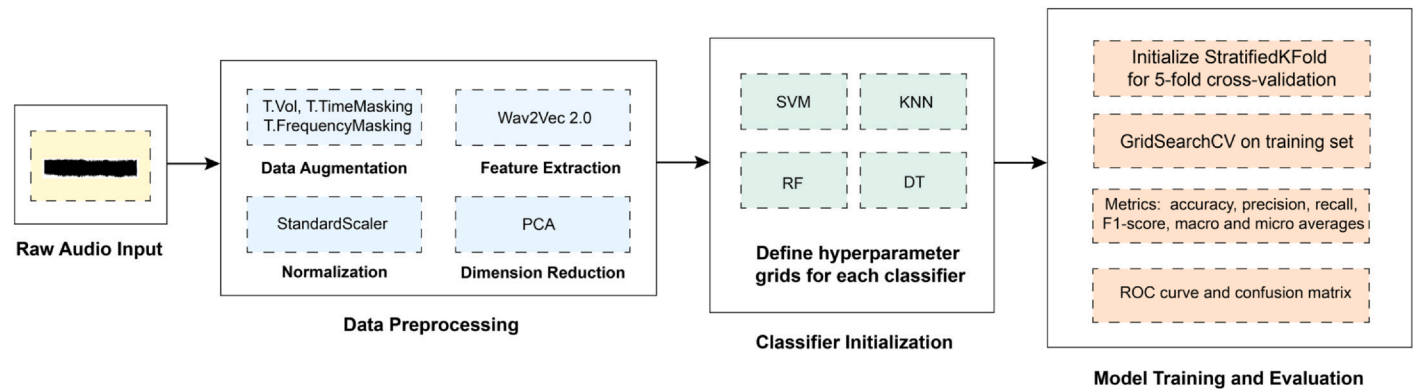 Raw Audio Input
T.Vol, T.TimeMasking
T.FrequencyMasking
Data Augmentation
Wav2Vec 2.0
Feature Extraction
StandardScaler
Normalization
PCA
Dimension Reduction
Data Preprocessing
SVM
KNN
RF
DT
Define hyperparameter
grids for each classifier
Classifier Initialization
Initialize StratifiedKFold
for 5-fold cross-validation
GridSearchCV on training set
Metrics: accuracy, precision, recall,
F1-score, macro and micro averages
ROC curve and confusion matrix
Model Training and Evaluation